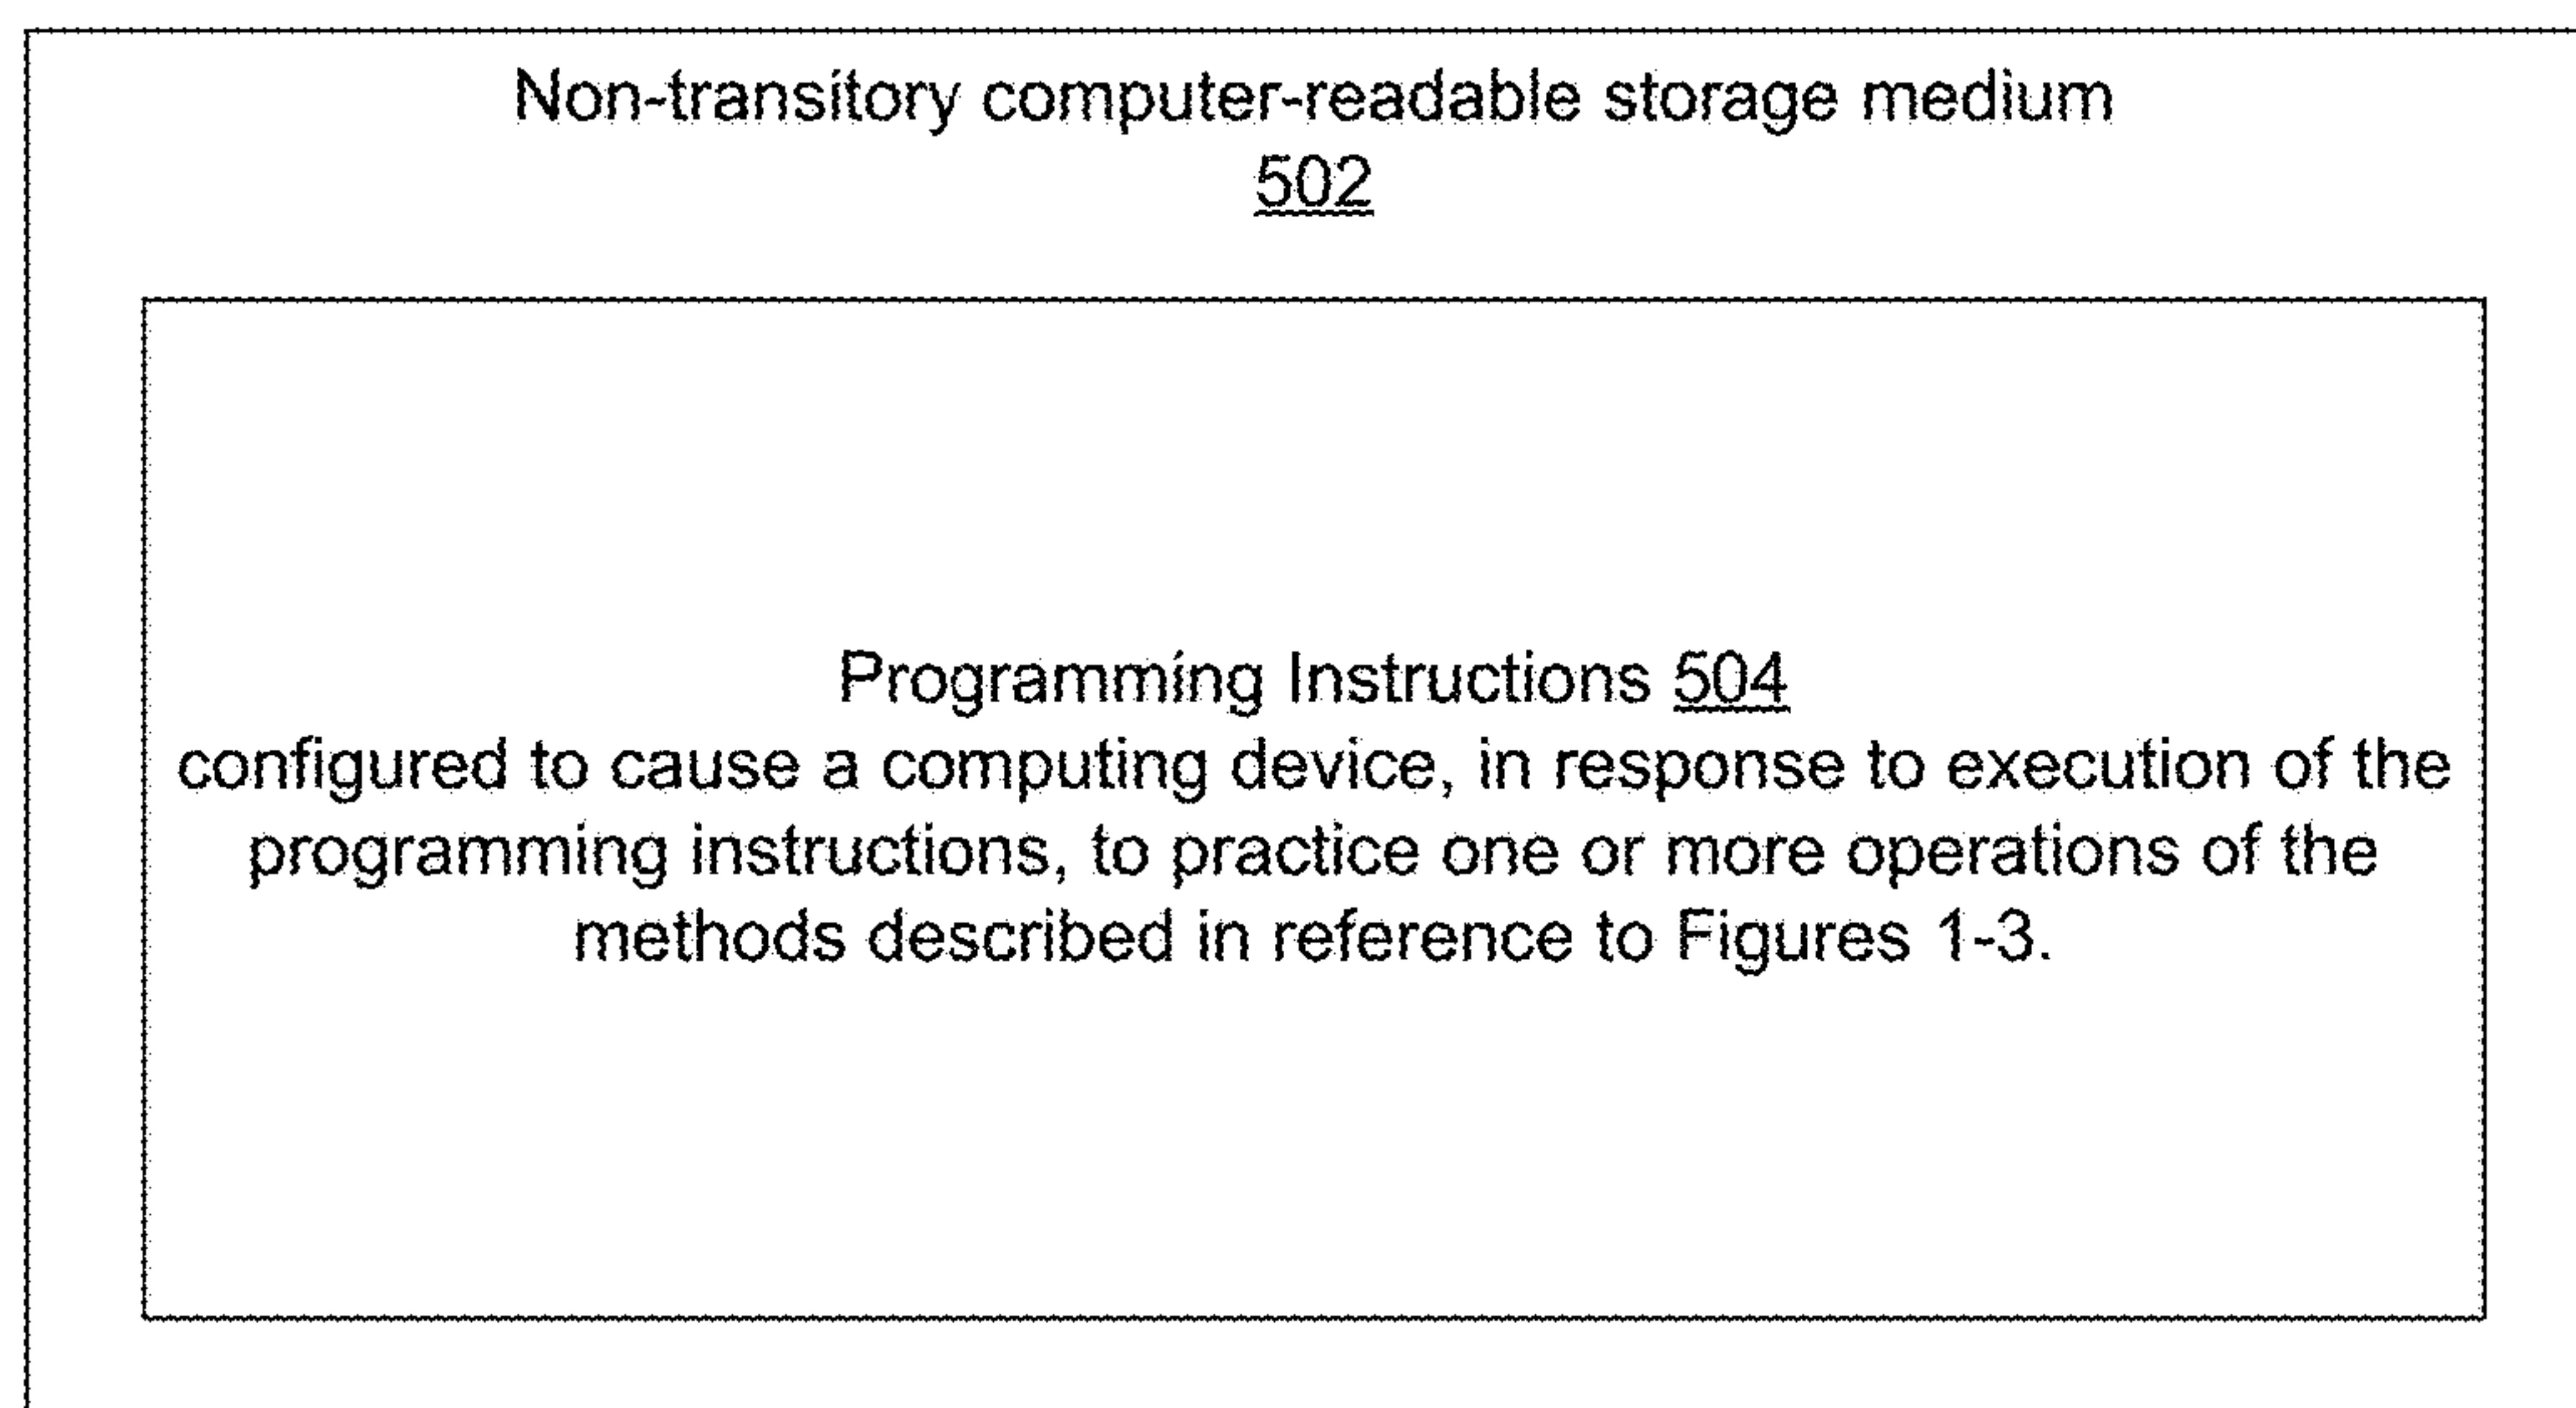 Non-transitory computer-readable storage medium
502
Programming Instructions 504
configured to cause a computing device, in response to execution of the
programming instructions, to practice one or more operations of the
methods described in reference to Figures 1-3.